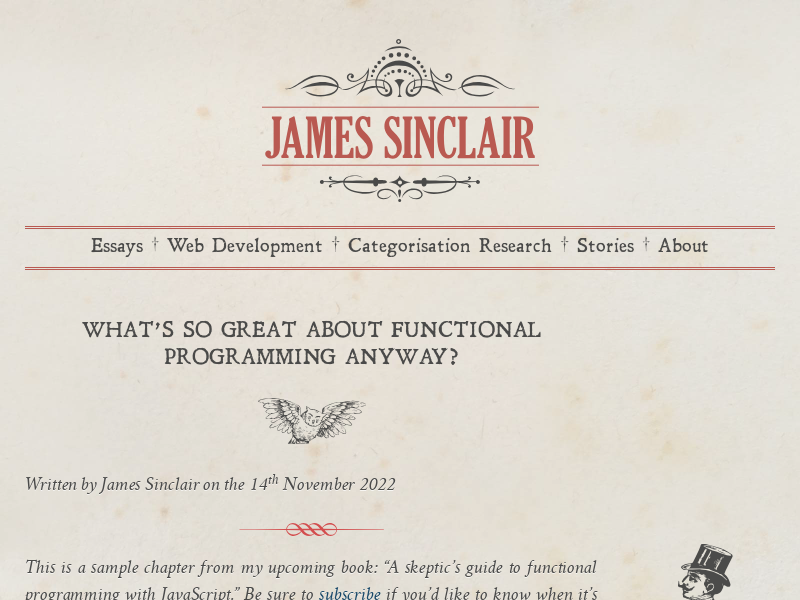 JAMES SINCLAIR
Essays † Web Development † Categorisation Research † Stories † About
WHAT'S SO GREAT ABOUT FUNCTIONAL
PROGRAMMING ANYWAY?
Written by James Sinclair on the 14th November 2022
This is a sample chapter from my upcoming book: “A skeptic's guide to functional
programming with JavaScript.” Be sure to subscribe if you'd like to know when it's